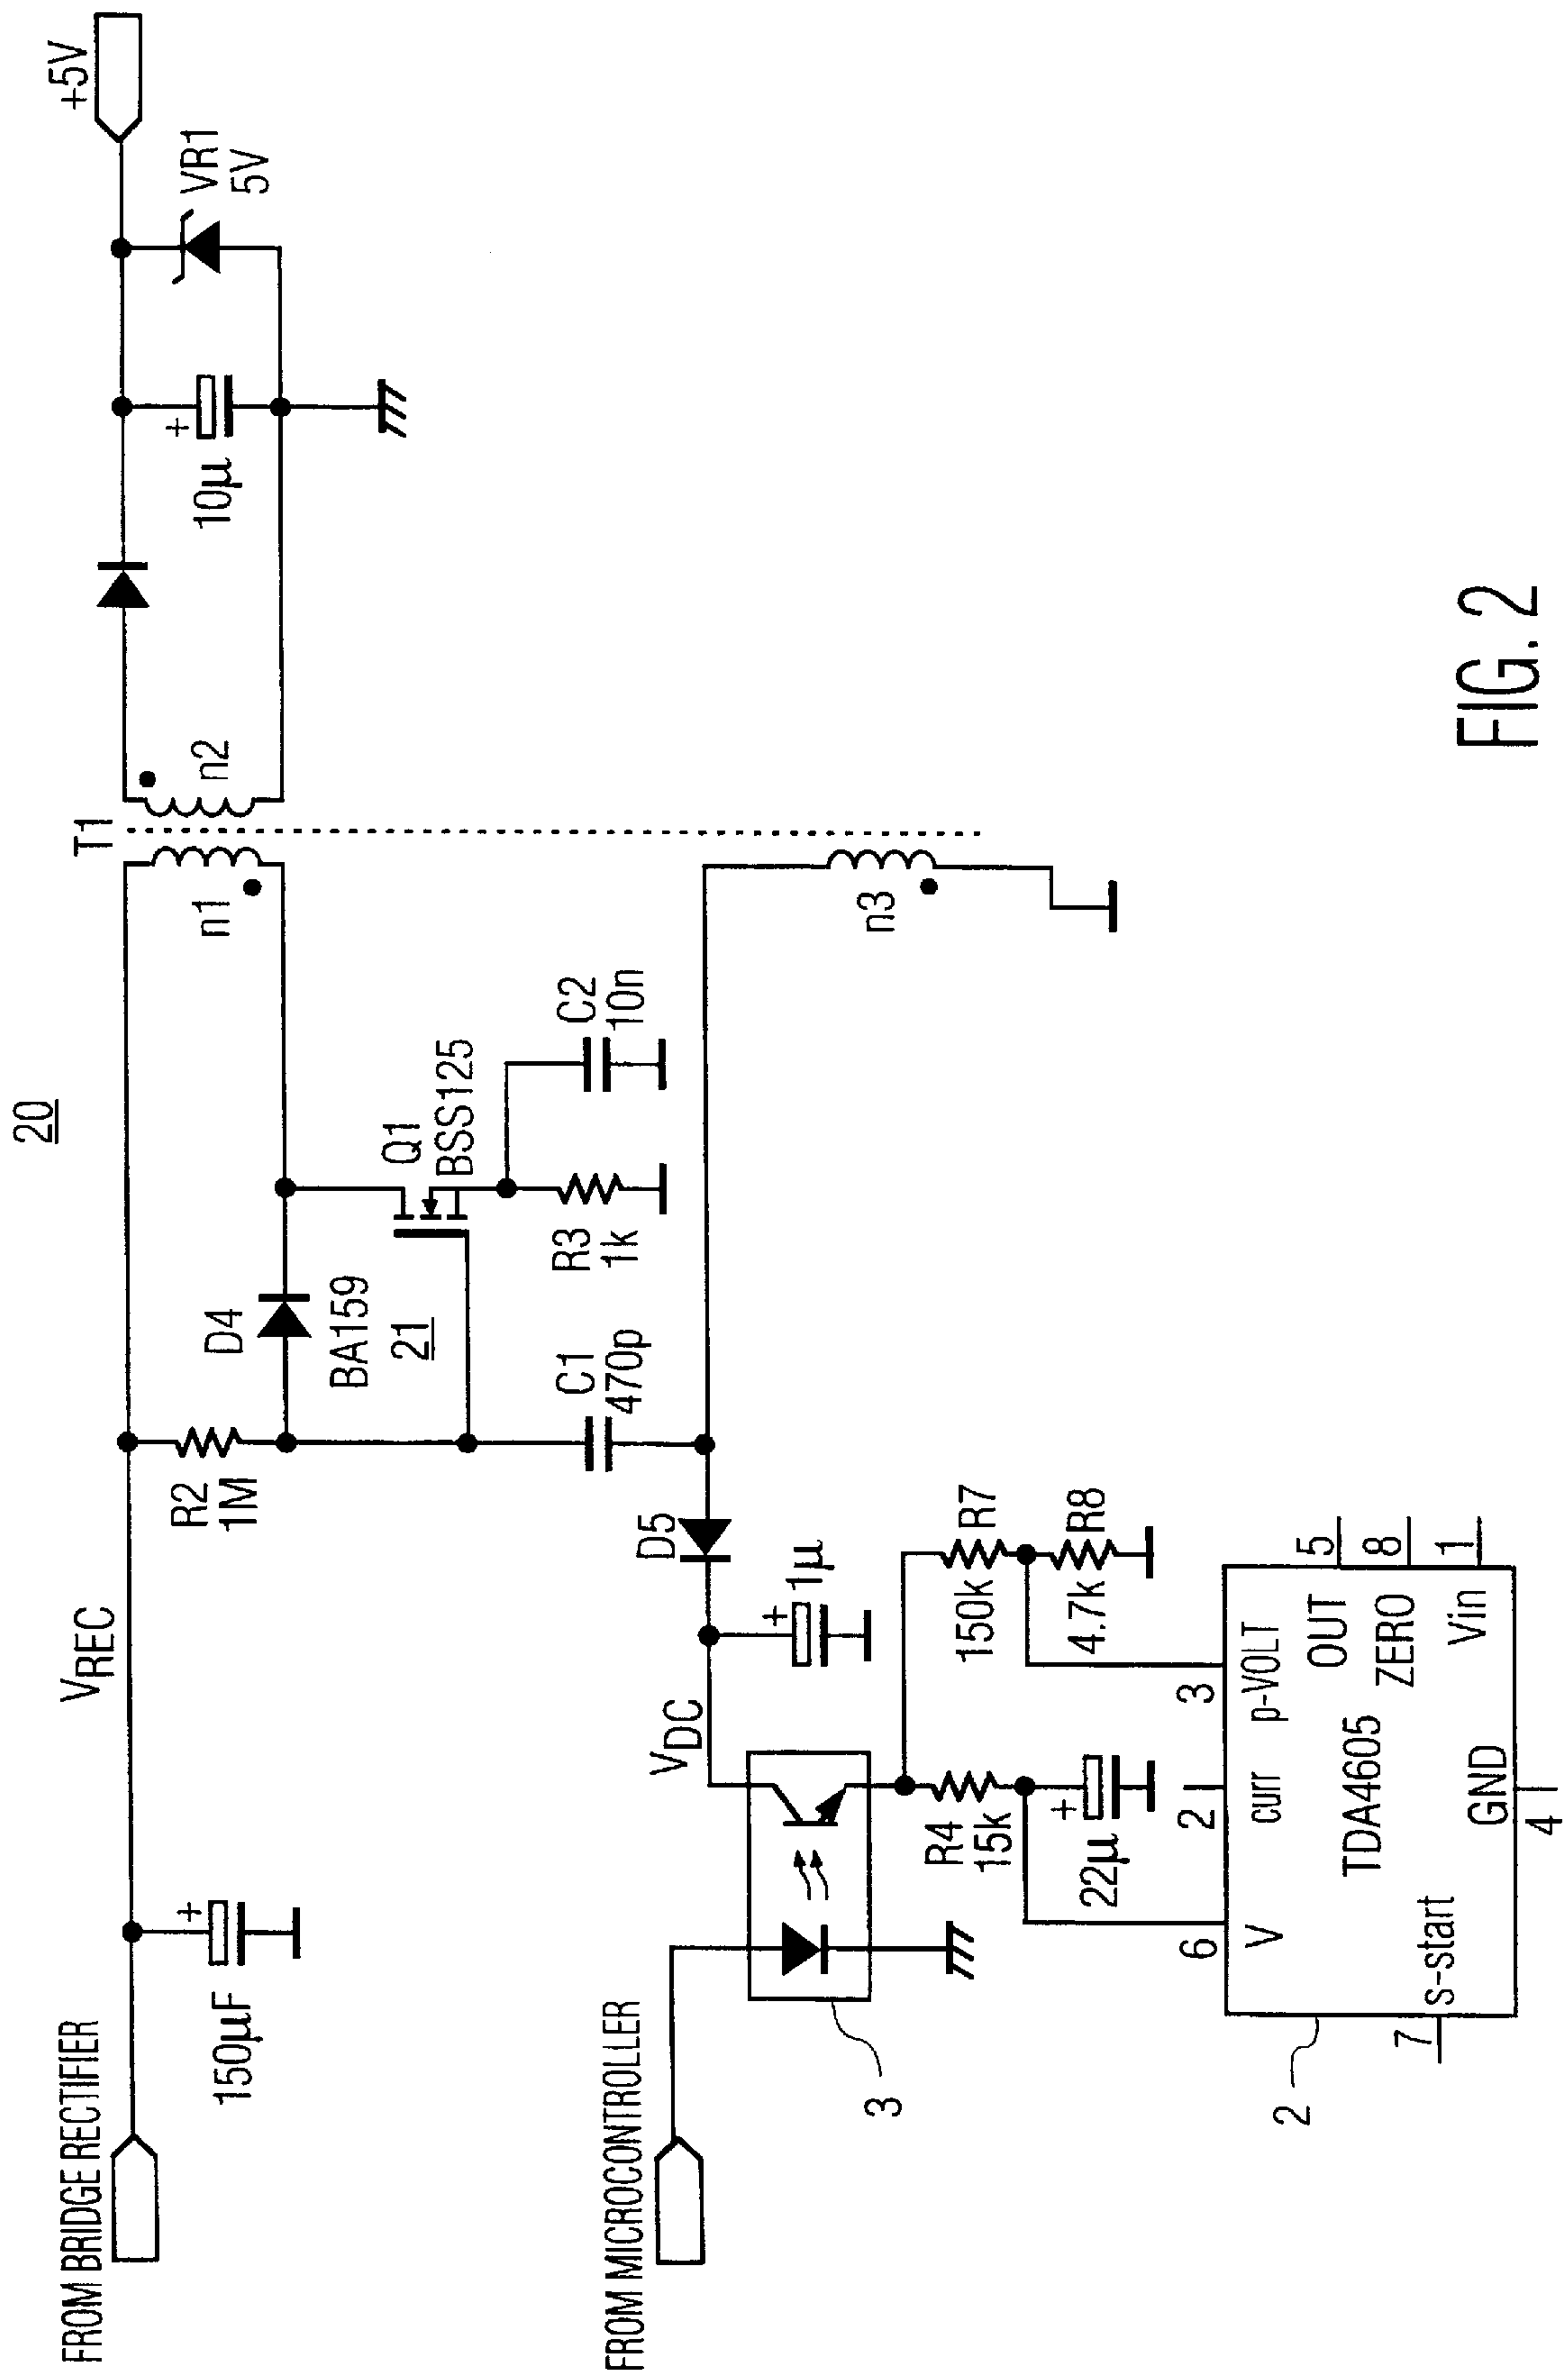 20
FROM BRIDGE RECTIFIER
150µF
VREC
R2
1M
D4
BA159
21
Q1
BSS125
R3
1k
C2
10n
C1
470p
T1
n1
n2
n3
10µ
+
VR1
5V
+5V
FROM MICROCONTROLLER
3
VDC
D5
1µ
+
R4
15k
22µ
+
150k
R7
4.7k
R8
+
2
7
s-start
6
V
2
curr
3
p-VOLT
TDA4605
OUT
5
ZERO
8
Vin
1
GND
4
FIG. 2